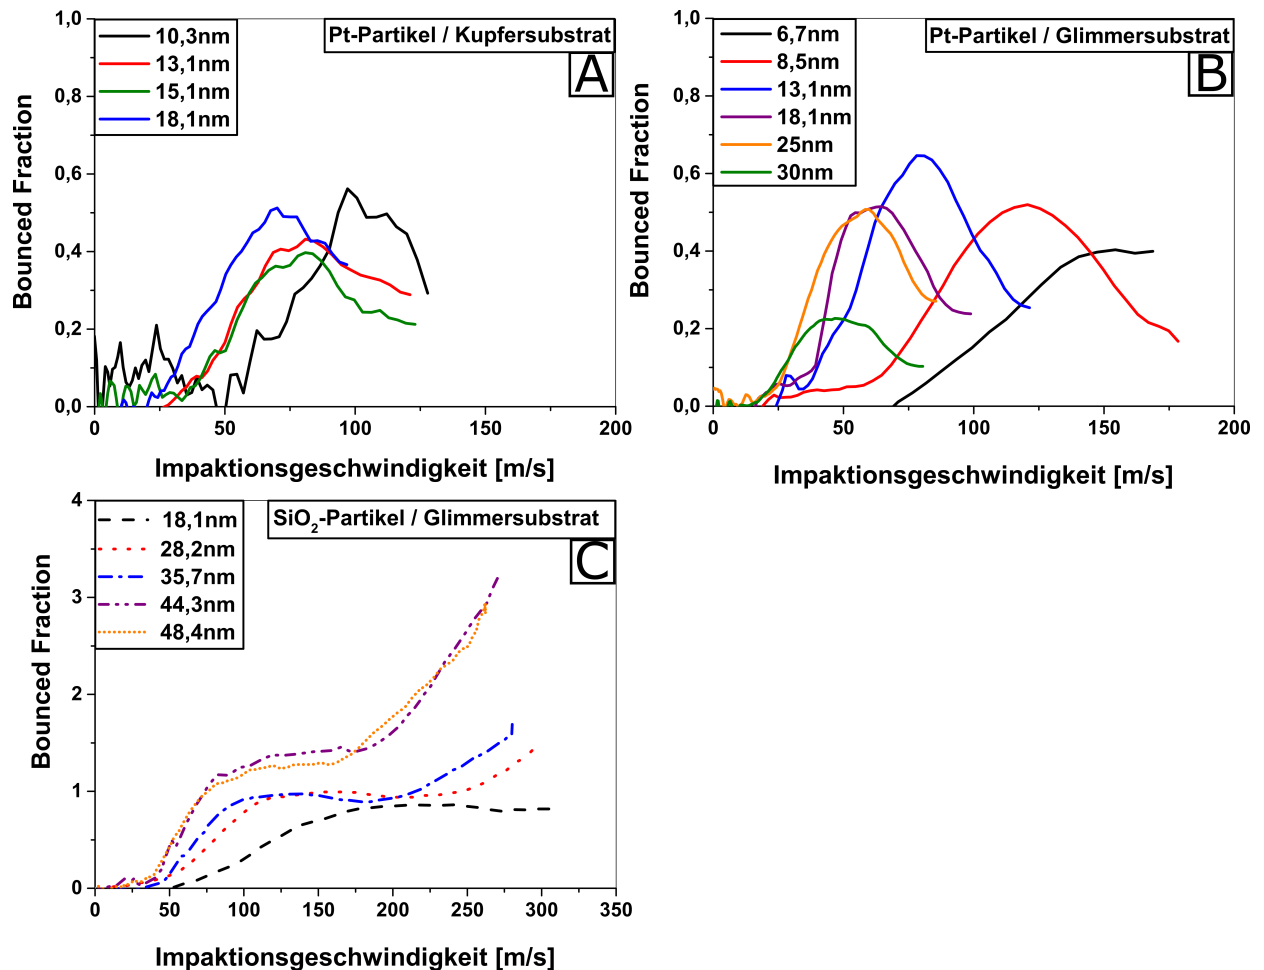 Pt-Partikel / Kupfersubstrat
A
10,3nm
13,1nm
15,1nm
18,1nm
1,0
0,8
0,6
0,4
0,2
0,0
Bounced Fraction
0 50 100 150 200
Impaktionsgeschwindigkeit [m/s]
Pt-Partikel / Glimmersubstrat
B
6,7nm
8,5nm
13,1nm
18,1nm
25nm
30nm
1,0
0,8
0,6
0,4
0,2
0,0
Bounced Fraction
0 50 100 150 200
Impaktionsgeschwindigkeit [m/s]
SiO2-Partikel / Glimmersubstrat
C
18,1nm
28,2nm
35,7nm
44,3nm
48,4nm
4
3
2
1
0
Bounced Fraction
0 50 100 150 200 250 300 350
Impaktionsgeschwindigkeit [m/s]